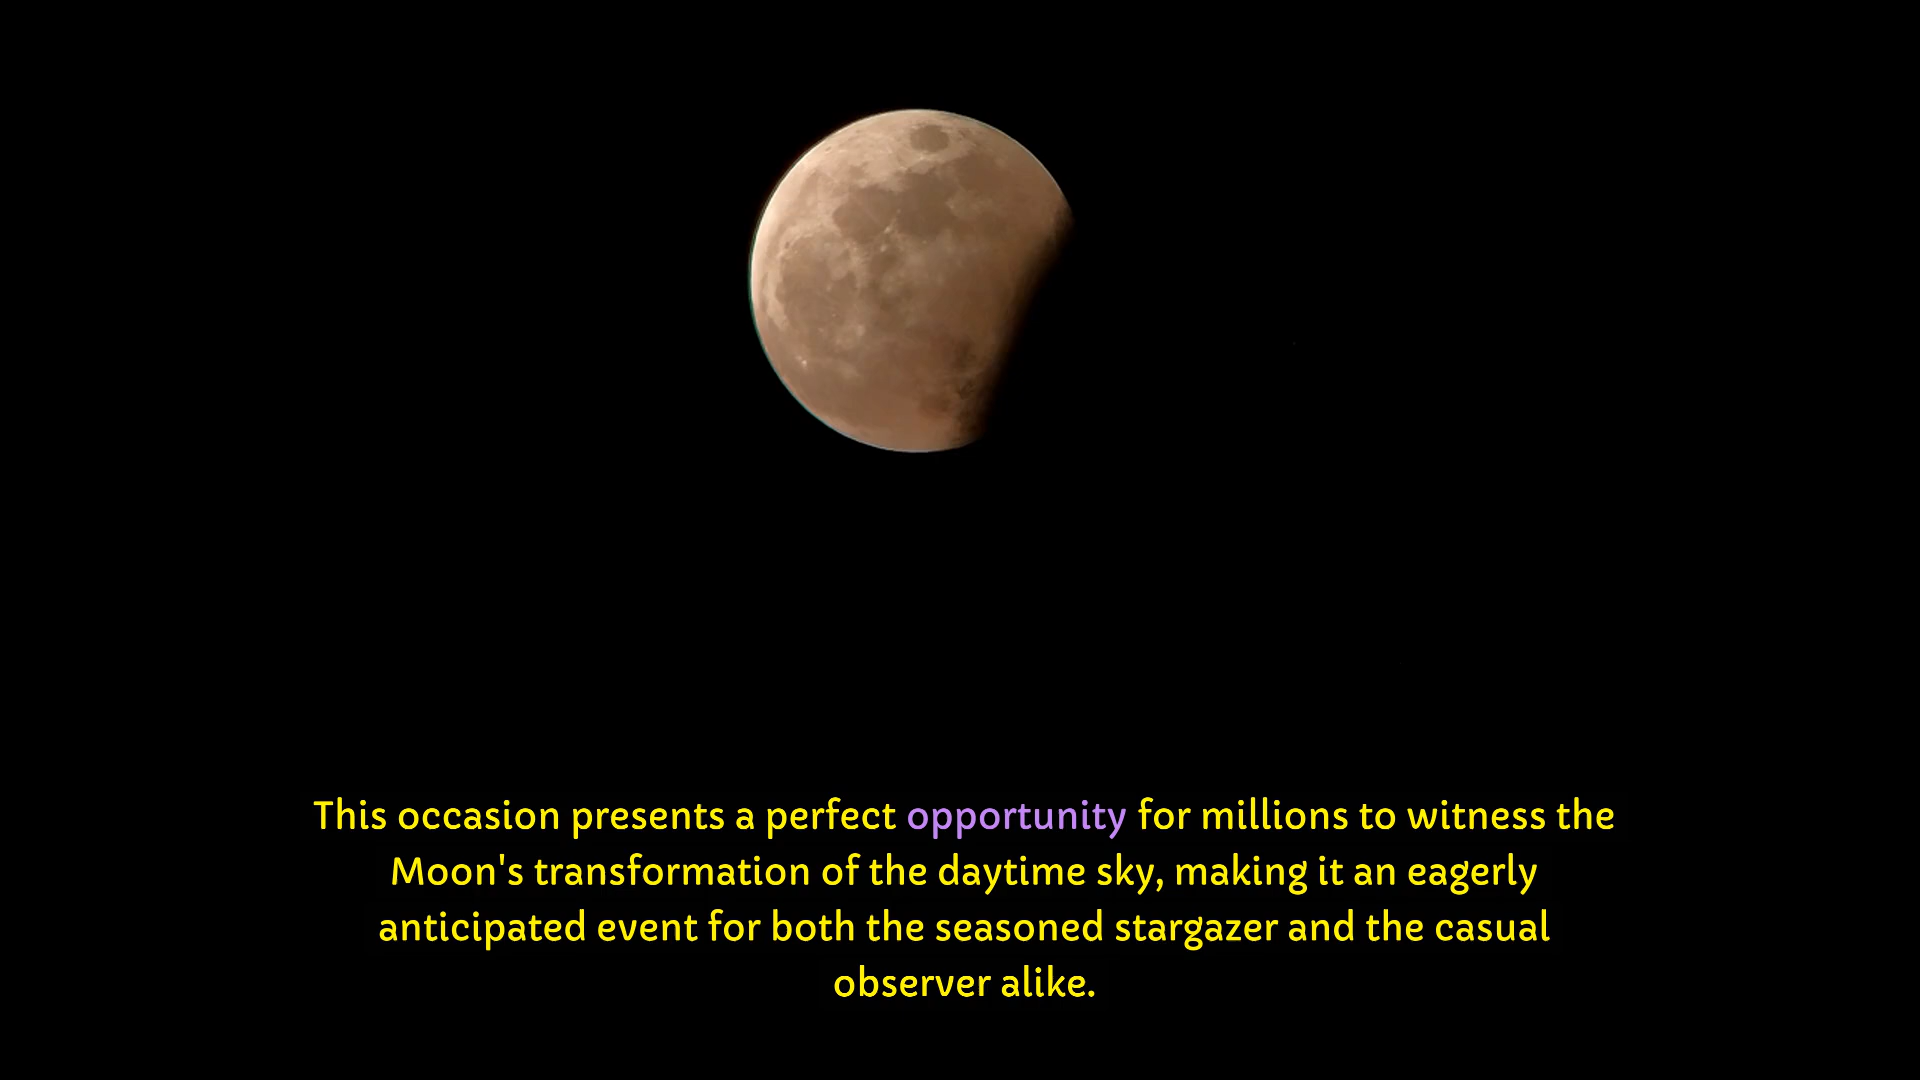 This occasion presents a perfect opportunity for millions to witness the
Moon's transformation of the daytime sky, making it an eagerly
anticipated event for both the seasoned stargazer and the casual
observer alike.